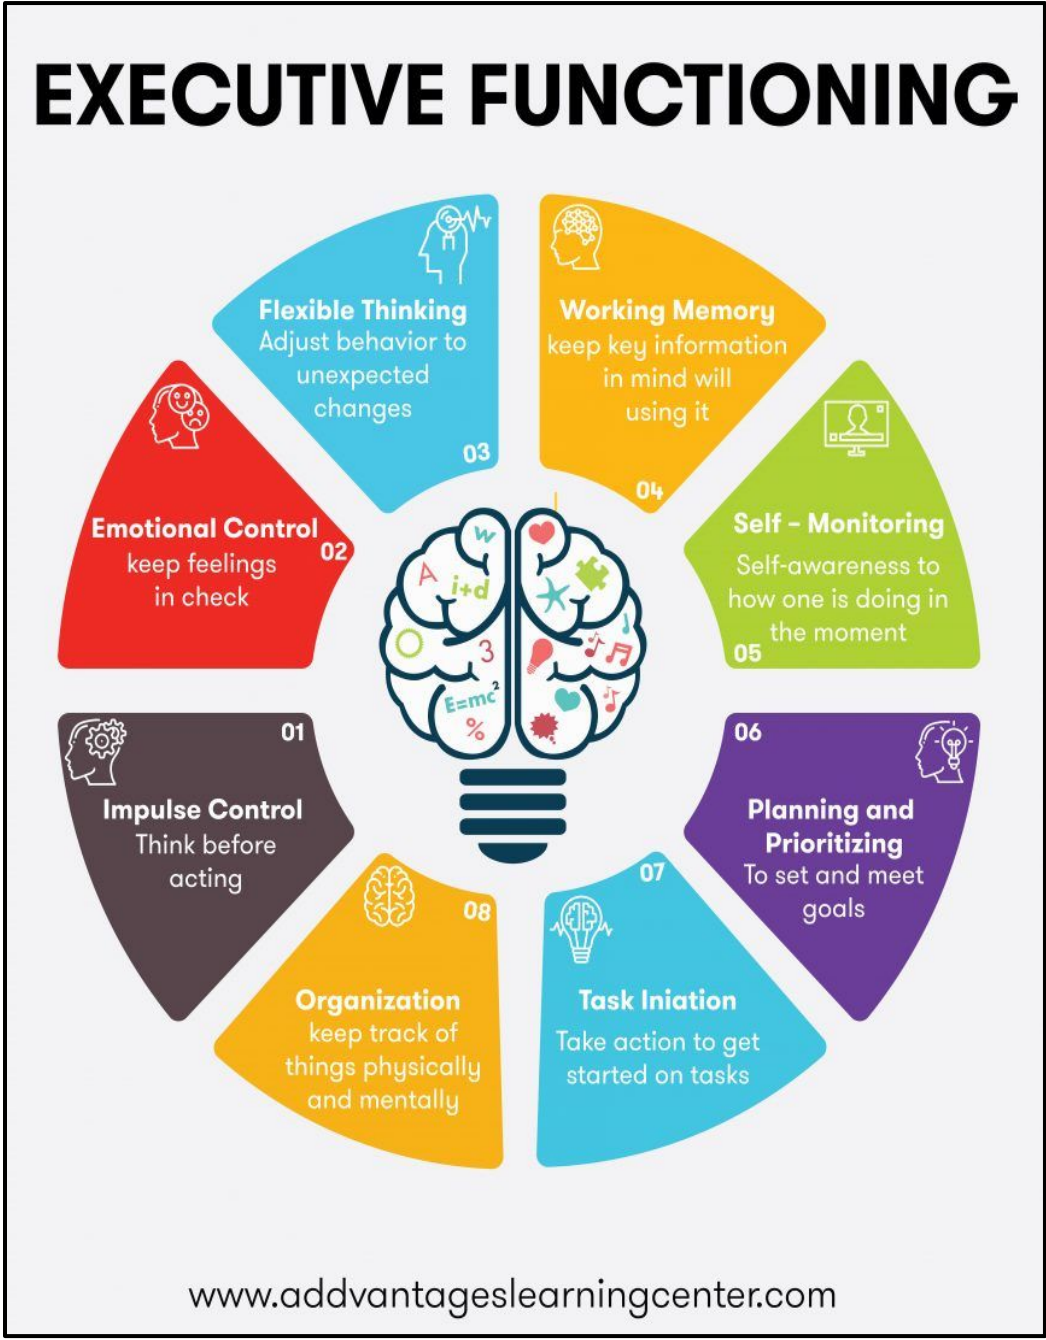 EXECUTIVE FUNCTIONING
01
Impulse Control
Think before
acting
02
Emotional Control
keep feelings
in check
03
Flexible Thinking
Adjust behavior to
unexpected
changes
04
Working Memory
keep key information
in mind will
using it
05
Self - Monitoring
Self-awareness to
how one is doing in
the moment
06
Planning and
Prioritizing
To set and meet
goals
07
Task Iniation
Take action to get
started on tasks
08
Organization
keep track of
things physically
and mentally
W
A
i+d
3
E=mc²
%
www.addvantageslearningcenter.com